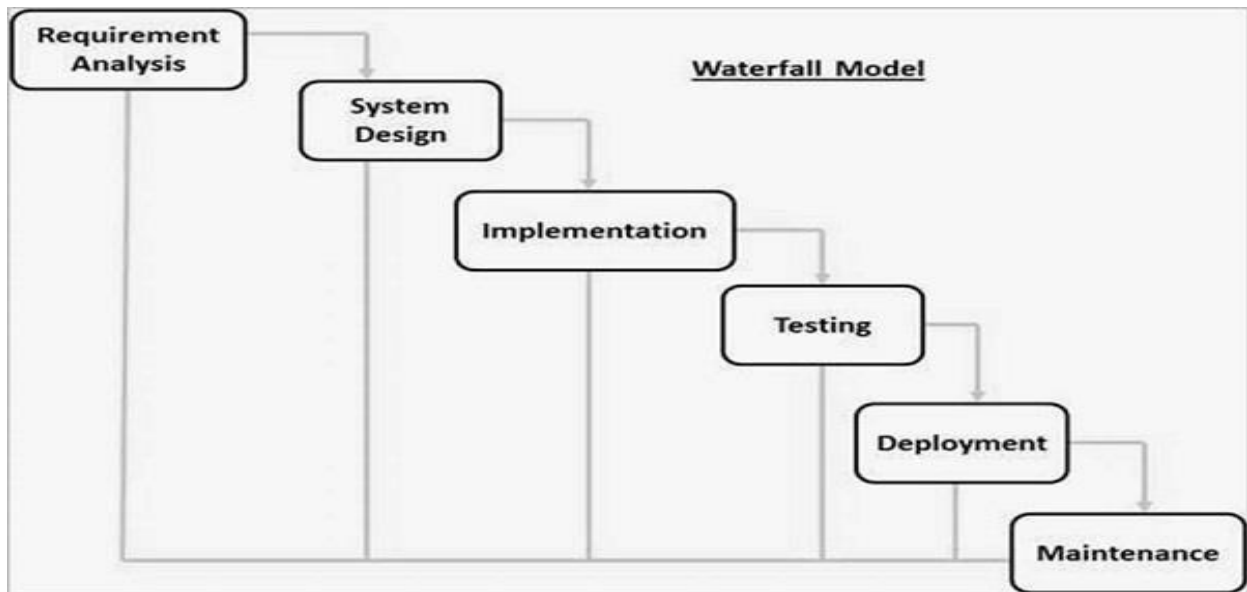 Requirement
Analysis
Waterfall Model
System
Design
Implementation
Testing
Deployment
Maintenance